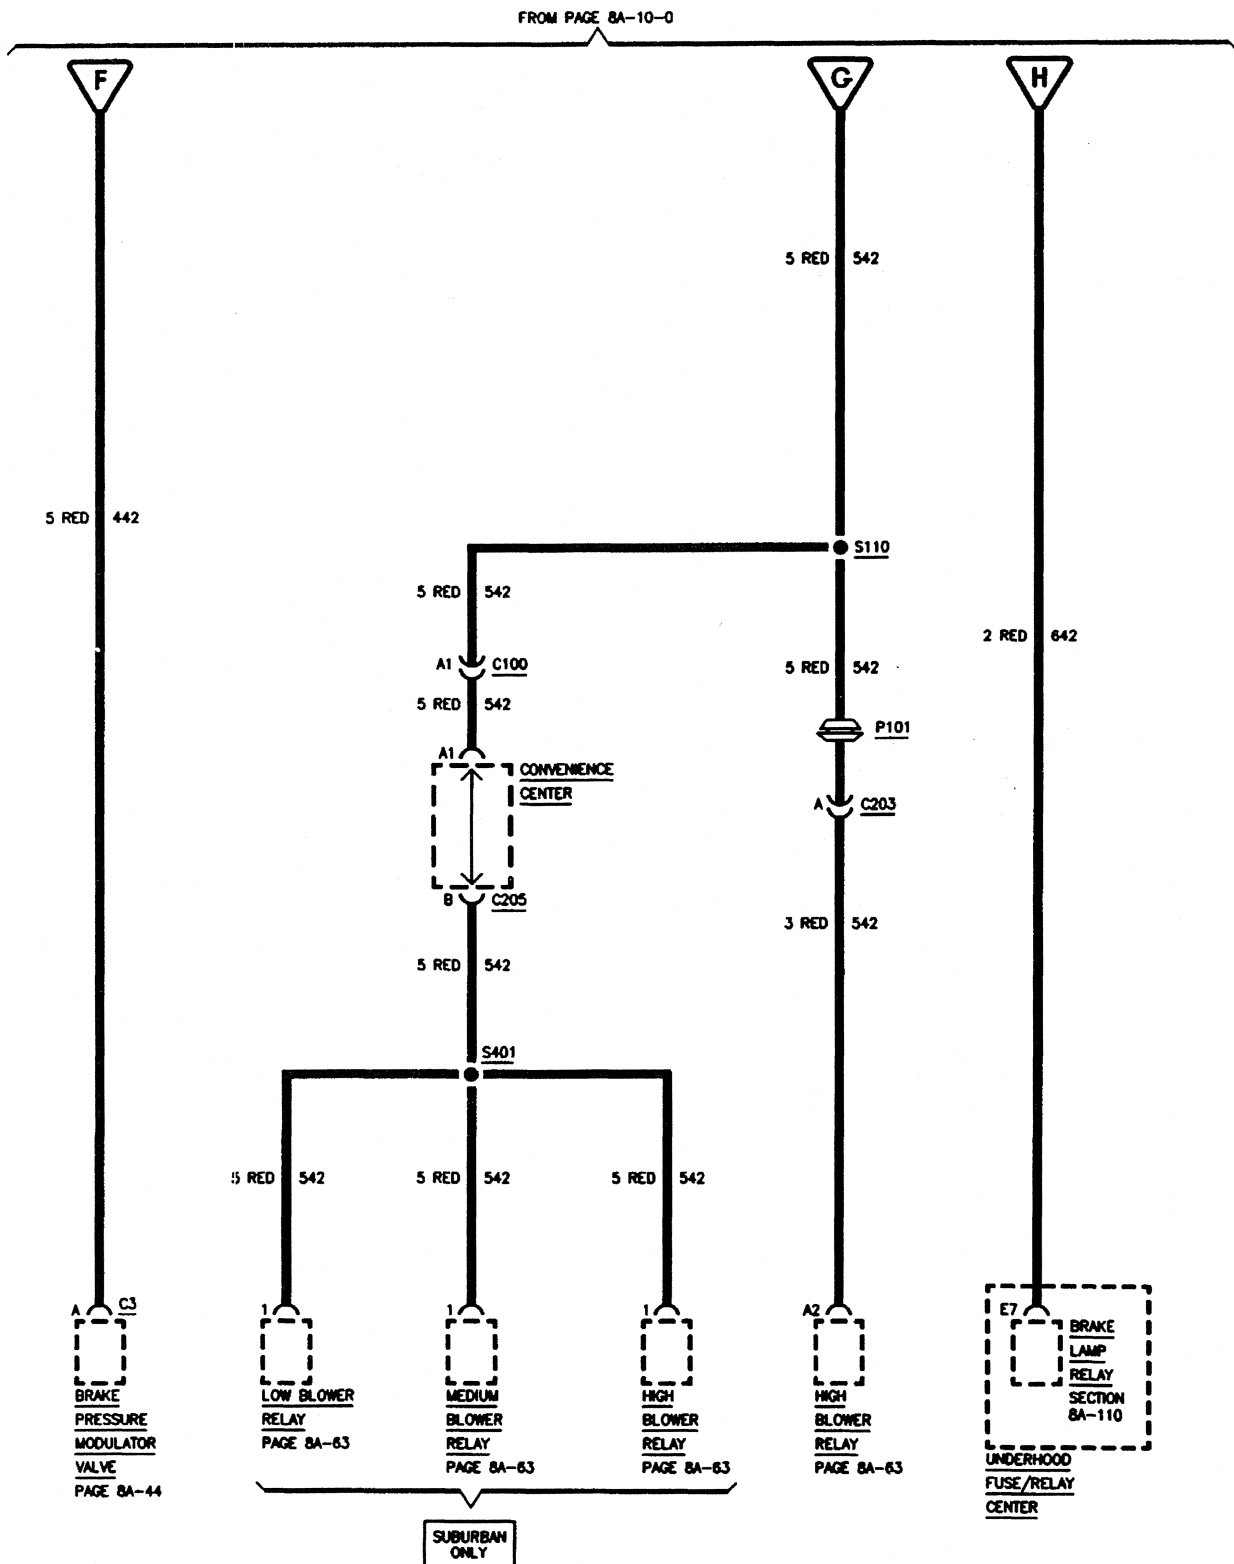 FROM PAGE 8A-10-0
F
G
H
5 RED 542
5 RED 442
S110
5 RED 542
2 RED 642
A1 C100
5 RED 542
5 RED 542
P101
A1
CONVENIENCE
CENTER
A C203
B C205
3 RED 542
5 RED 542
S401
5 RED 542
5 RED 542
5 RED 542
A C3
1
1
1
A2
E7
BRAKE
LAMP
RELAY
SECTION
8A-110
BRAKE
PRESSURE
MODULATOR
VALVE
PAGE 8A-44
LOW BLOWER
RELAY
PAGE 8A-63
MEDIUM
BLOWER
RELAY
PAGE 8A-63
HIGH
BLOWER
RELAY
PAGE 8A-63
HIGH
BLOWER
RELAY
PAGE 8A-63
UNDERHOOD
FUSE/RELAY
CENTER
SUBURBAN
ONLY